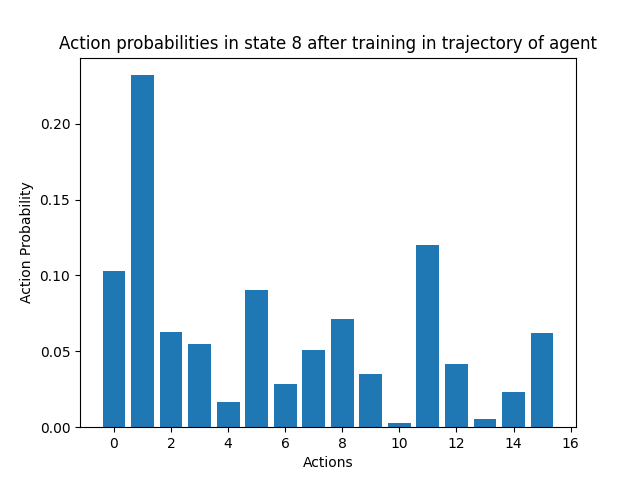 Action probabilities in state 8 after training in trajectory of agent
0.20
0.15
0.10
0.05
0.00
Action Probability
0 2 4 6 8 10 12 14 16
Actions